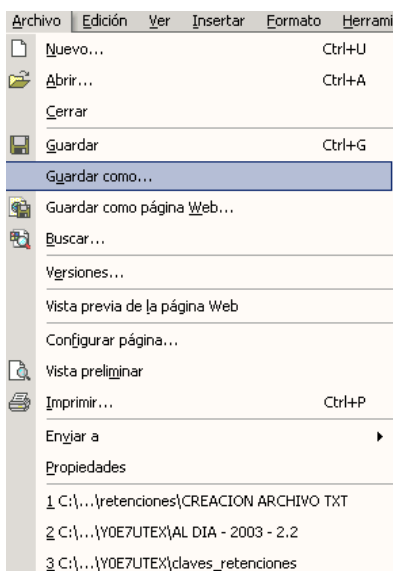 Archivo Edición Ver Insertar Formato Herrami
Nuevo... Ctrl+U
Abrir... Ctrl+A
Cerrar
Guardar Ctrl+G
Guardar como...
Guardar como página Web...
Buscar...
Versiones...
Vista previa de la página Web
Configurar página...
Vista preliminar
Imprimir... Ctrl+P
Enviar a
Propiedades
1 C:\...\retenciones\CREACION ARCHIVO TXT
2 C:\...\Y0E7UTEX\AL DIA - 2003 - 2.2
3 C:\...\Y0E7UTEX\claves_retenciones